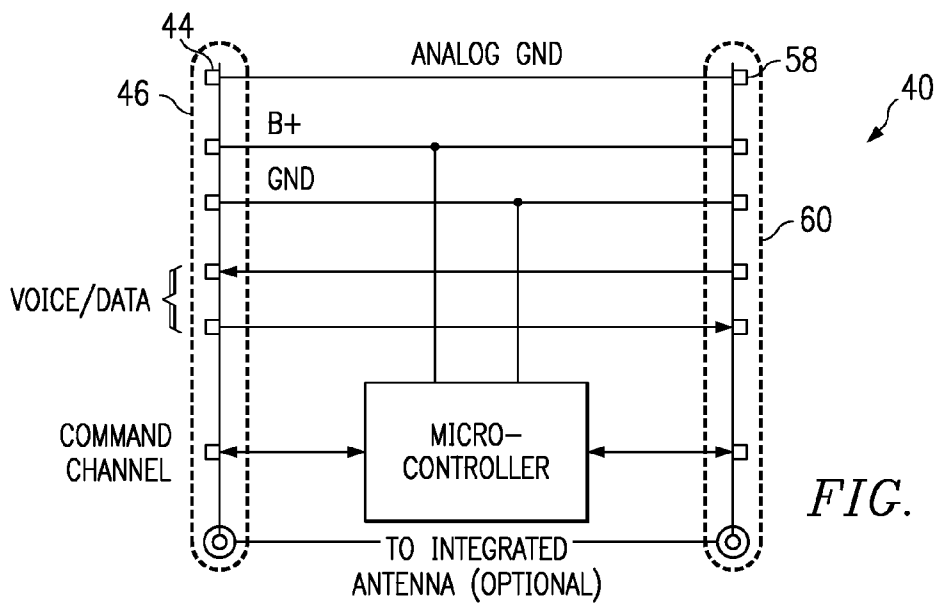 44
ANALOG GND
58
46
40
B+
GND
60
VOICE/DATA
COMMAND
CHANNEL
MICRO-
CONTROLLER
FIG.
TO INTEGRATED
ANTENNA (OPTIONAL)